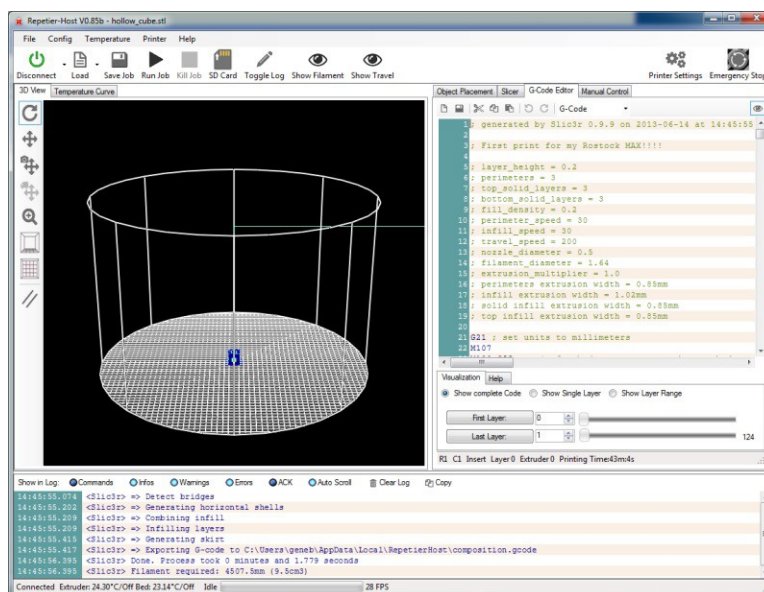 Repetier-Host V0.85b - hollow_cube.stl
File Config Temperature Printer Help
Disconnect Load Save Job Run Job Kill Job SD Card Toggle Log Show Filament Show Travel Printer Settings Emergency Stop
3D View Temperature Curve
Object Placement Slicer G-Code Editor Manual Control
G-Code
1 ; generated by Slic3r 0.9.9 on 2013-06-14 at 14:45:55
2
3 ; First print for my Rostock MAX!!!!
4
5 ; layer_height = 0.2
6 ; perimeters = 3
7 ; top_solid_layers = 3
8 ; bottom_solid_layers = 3
9 ; fill_density = 0.2
10 ; perimeter_speed = 30
11 ; infill_speed = 30
12 ; travel_speed = 200
13 ; nozzle_diameter = 0.5
14 ; filament_diameter = 1.64
15 ; extrusion_multiplier = 1.0
16 ; perimeters extrusion width = 0.85mm
17 ; infill extrusion width = 1.02mm
18 ; solid infill extrusion width = 0.85mm
19 ; top infill extrusion width = 0.85mm
20
21 G21 ; set units to millimeters
22 M107
Visualization Help
Show complete Code Show Single Layer Show Layer Range
First Layer: 0
Last Layer: 1 124
R1 C1 Insert Layer 0 Extruder 0 Printing Time:43m:4s
Show in Log: Commands Infos Warnings Errors ACK Auto Scroll Clear Log Copy
14:45:55.074 <Slic3r> => Detect bridges
14:45:55.202 <Slic3r> => Generating horizontal shells
14:45:55.209 <Slic3r> => Combining infill
14:45:55.209 <Slic3r> => Infilling layers
14:45:55.415 <Slic3r> => Generating skirt
14:45:55.417 <Slic3r> => Exporting G-code to C:\Users\geneb\AppData\Local\RepetierHost\composition.gcode
14:45:56.395 <Slic3r> Done. Process took 0 minutes and 1.779 seconds
14:45:56.395 <Slic3r> Filament required: 4507.5mm (9.5cm3)
Connected Extruder: 24.30°C/Off Bed: 23.14°C/Off Idle 28 FPS